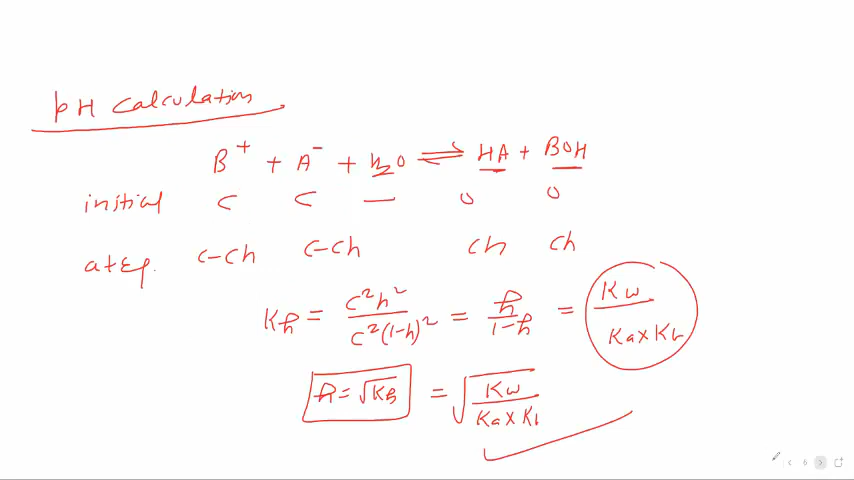 pH calculation
B⁺ + A⁻ + H₂O ⇌ HA + BOH
initial C C — 0 0
at Eq. C-Ch C-Ch Ch Ch
Kh = C²h² / C²(1-h)² = h / 1-h = Kw / Ka x Kb
h = √Kh = √(Kw / Ka x Kb)
6